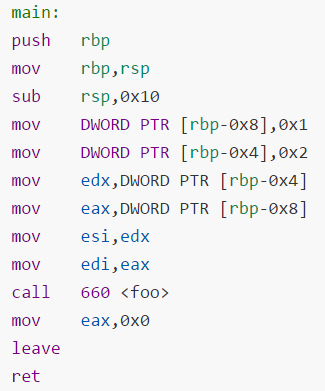 main:
push rbp
mov rbp,rsp
sub rsp,0x10
mov DWORD PTR [rbp-0x8],0x1
mov DWORD PTR [rbp-0x4],0x2
mov edx,DWORD PTR [rbp-0x4]
mov eax,DWORD PTR [rbp-0x8]
mov esi,edx
mov edi,eax
call 660 <foo>
mov eax,0x0
leave
ret